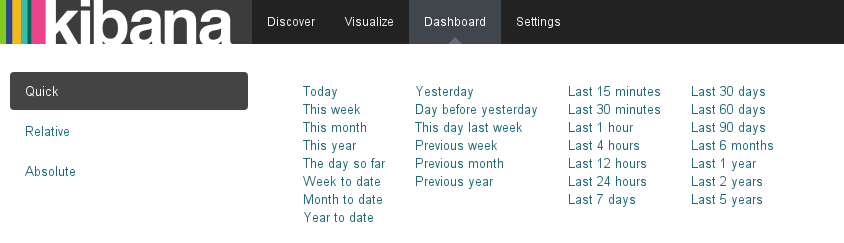 kibana Discover Visualize Dashboard Settings
Quick
Relative
Absolute
Today Yesterday Last 15 minutes Last 30 days
This week Day before yesterday Last 30 minutes Last 60 days
This month This day last week Last 1 hour Last 90 days
This year Previous week Last 4 hours Last 6 months
The day so far Previous month Last 12 hours Last 1 year
Week to date Previous year Last 24 hours Last 2 years
Month to date Last 7 days Last 5 years
Year to date